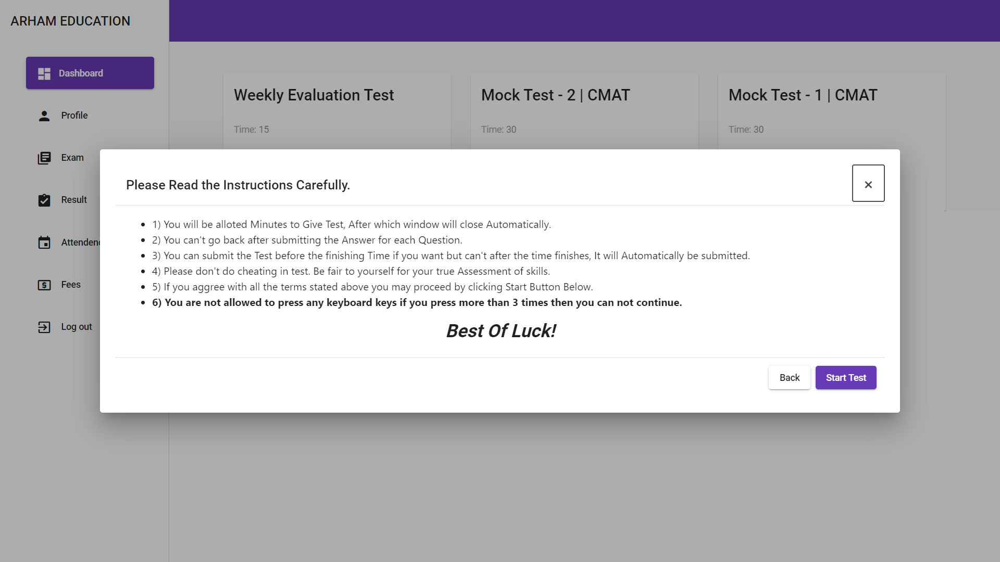 ARHAM EDUCATION
Dashboard
Profile
Exam
Result
Attendenc
Fees
Log out
Weekly Evaluation Test
Time: 15
Mock Test - 2 | CMAT
Time: 30
Mock Test - 1 | CMAT
Time: 30
Please Read the Instructions Carefully.
×
• 1) You will be alloted Minutes to Give Test, After which window will close Automatically.
• 2) You can't go back after submitting the Answer for each Question.
• 3) You can submit the Test before the finishing Time if you want but can't after the time finishes, It will Automatically be submitted.
• 4) Please don't do cheating in test. Be fair to yourself for your true Assessment of skills.
• 5) If you aggree with all the terms stated above you may proceed by clicking Start Button Below.
• 6) You are not allowed to press any keyboard keys if you press more than 3 times then you can not continue.
Best Of Luck!
Back
Start Test